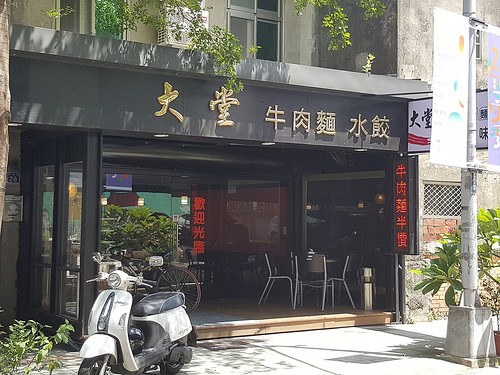 大堂 牛肉麵 水餃
歡迎光臨
牛肉麵半價
大堂